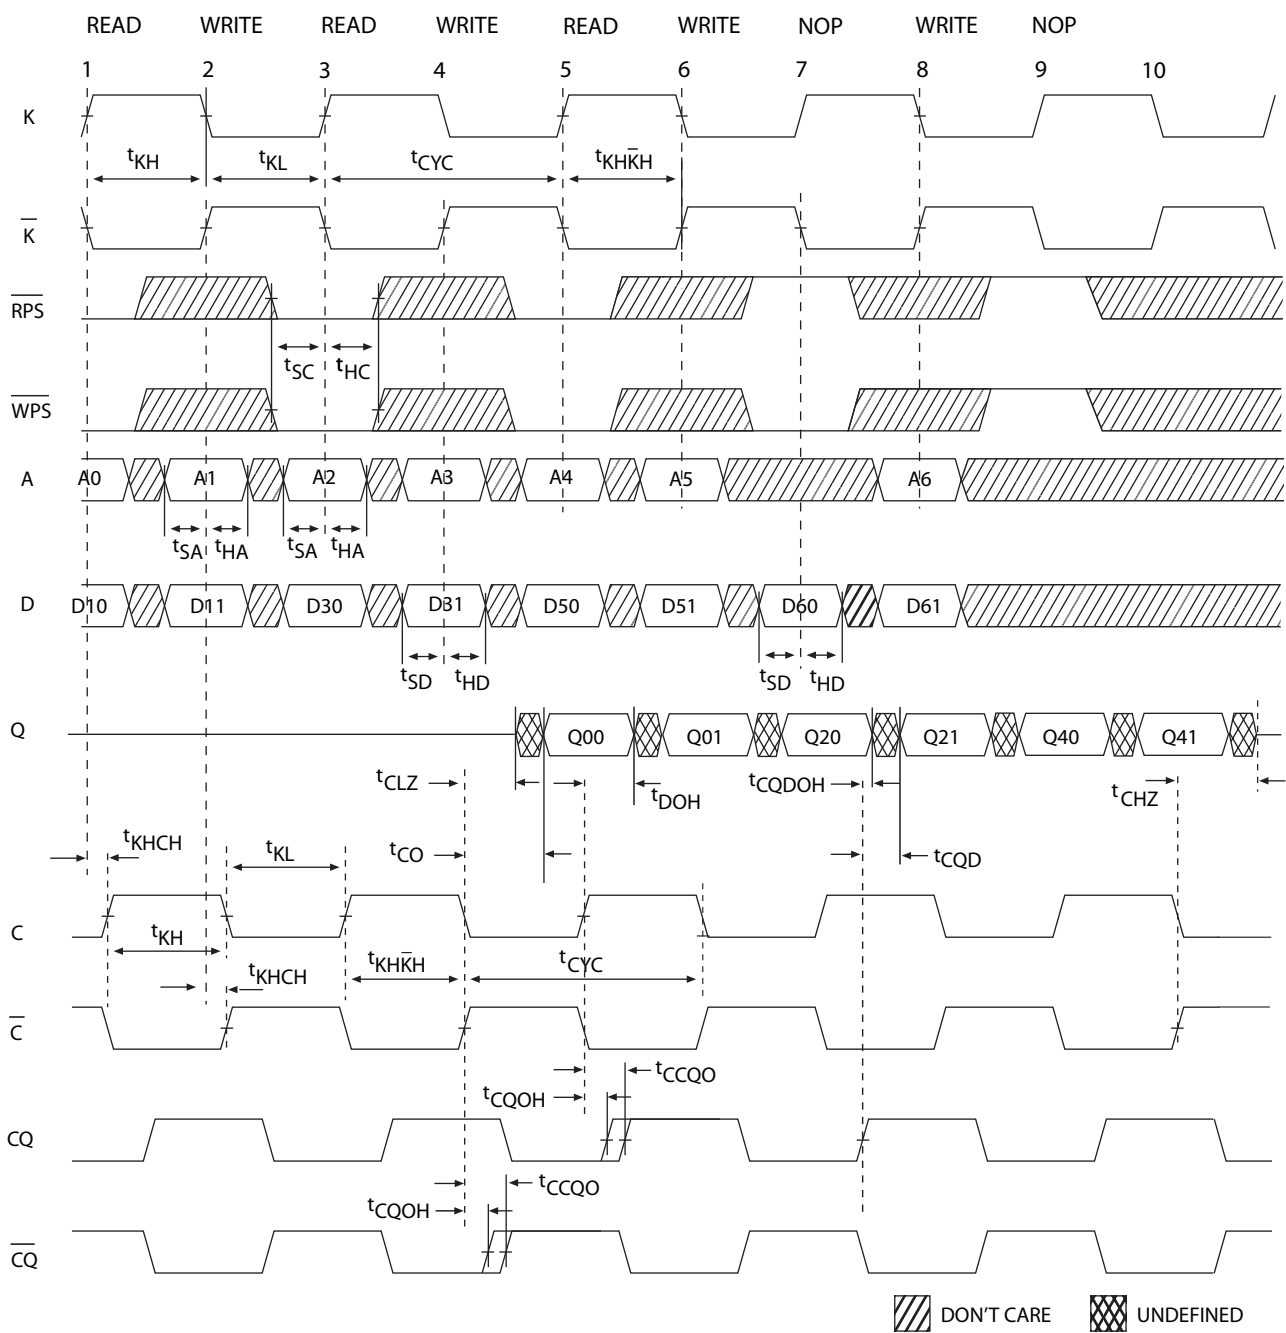 READ WRITE READ WRITE READ WRITE NOP WRITE NOP
1 2 3 4 5 6 7 8 9 10
K
tKH tKL tCYC tKHK̅H
K̅
R̅P̅S̅
tSC tHC
W̅P̅S̅
A A0 A1 A2 A3 A4 A5 A6
tSA tHA tSA tHA
D D10 D11 D30 D31 D50 D51 D60 D61
tSD tHD tSD tHD
Q Q00 Q01 Q20 Q21 Q40 Q41
tCLZ tDOH tCQDOH tCHZ
tKHCH tKL tCO tCQD
C
tKH tKHK̅H tCYC
tKHCH
C̅
tCCQO
tCQOH
CQ
tCCQO
tCQOH
C̅Q̅
DON'T CARE UNDEFINED